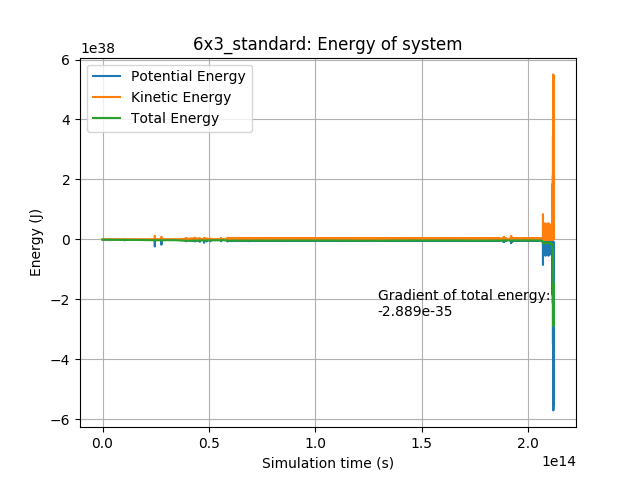 6x3_standard: Energy of system
1e38
6
4
2
0
−2
−4
−6
Energy (J)
Potential Energy
Kinetic Energy
Total Energy
Gradient of total energy:
-2.889e-35
0.0 0.5 1.0 1.5 2.0
1e14
Simulation time (s)